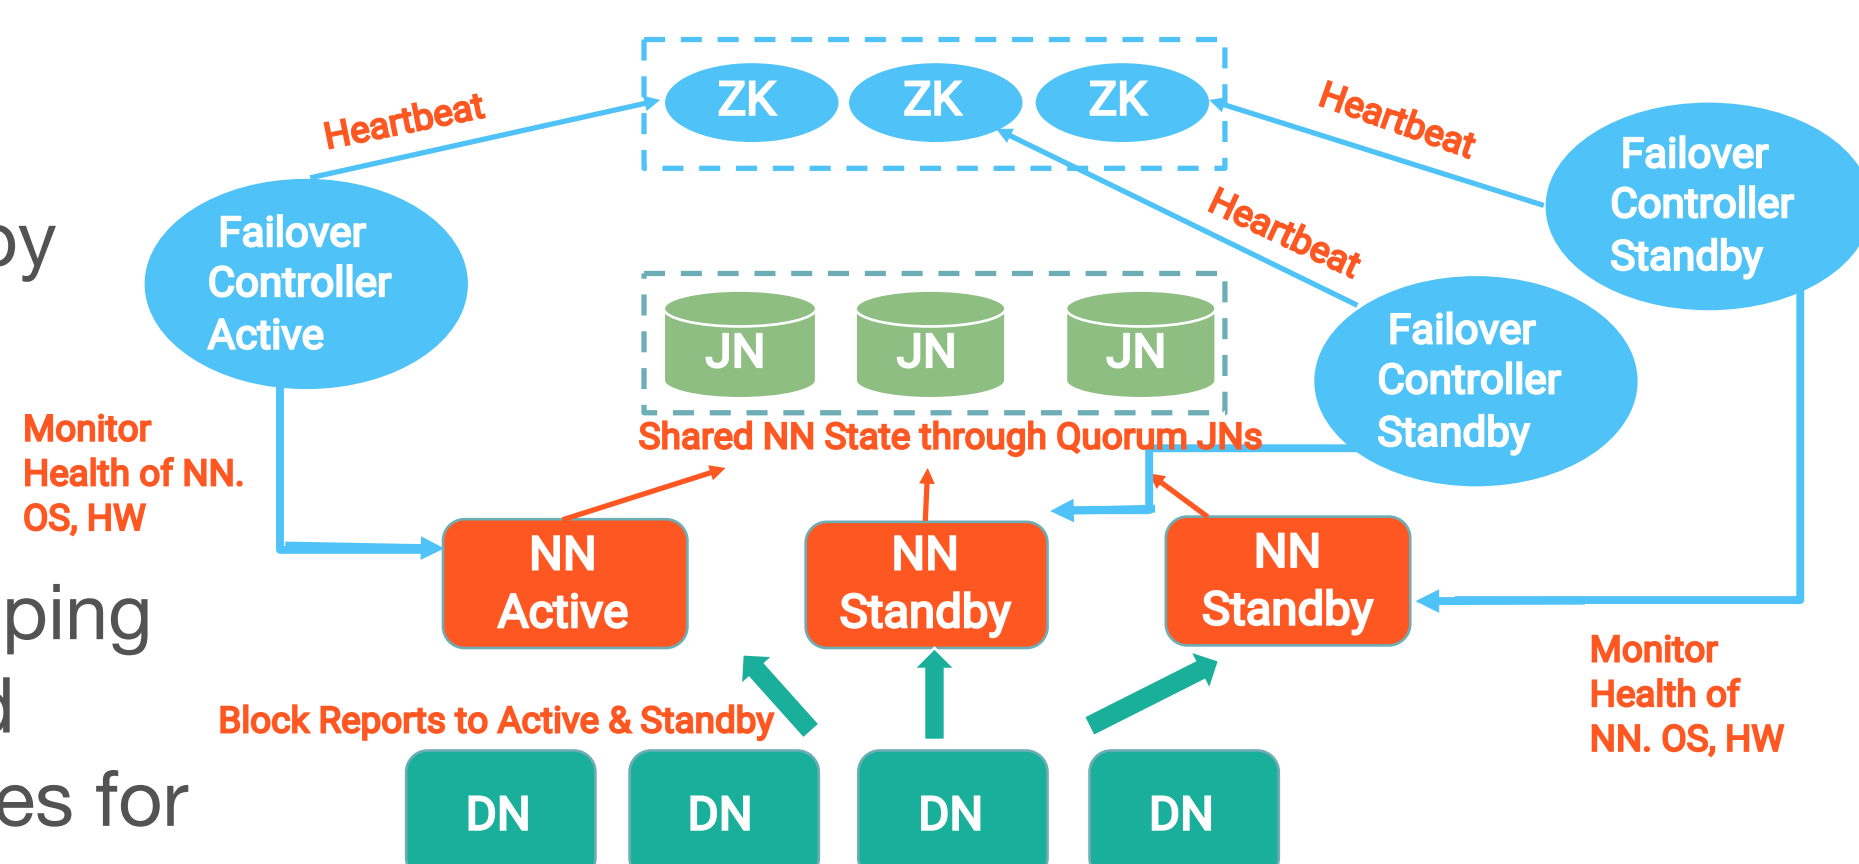 ZK
ZK
ZK
Heartbeat
Heartbeat
Heartbeat
Failover
Controller
Active
Failover
Controller
Standby
Failover
Controller
Standby
JN
JN
JN
Shared NN State through Quorum JNs
Monitor
Health of NN.
OS, HW
NN
Active
NN
Standby
NN
Standby
Monitor
Health of
NN. OS, HW
Block Reports to Active & Standby
DN
DN
DN
DN
by
ping
d
es for